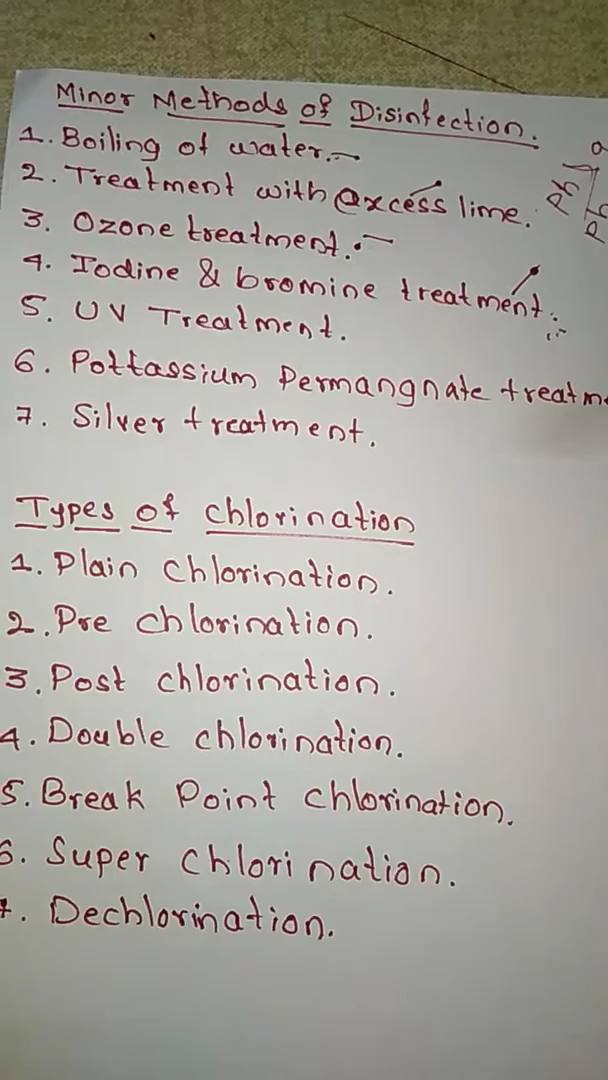 Minor Methods of Disinfection.
1. Boiling of water.
2. Treatment with excess lime.
3. Ozone treatment.
4. Iodine & bromine treatment.
5. UV Treatment.
6. Pottassium Permangnate treatm
7. Silver treatment.
Types of chlorination
1. Plain chlorination.
2. Pre chlorination.
3. Post chlorination.
4. Double chlorination.
5. Break Point chlorination.
6. Super chlorination.
7. Dechlorination.